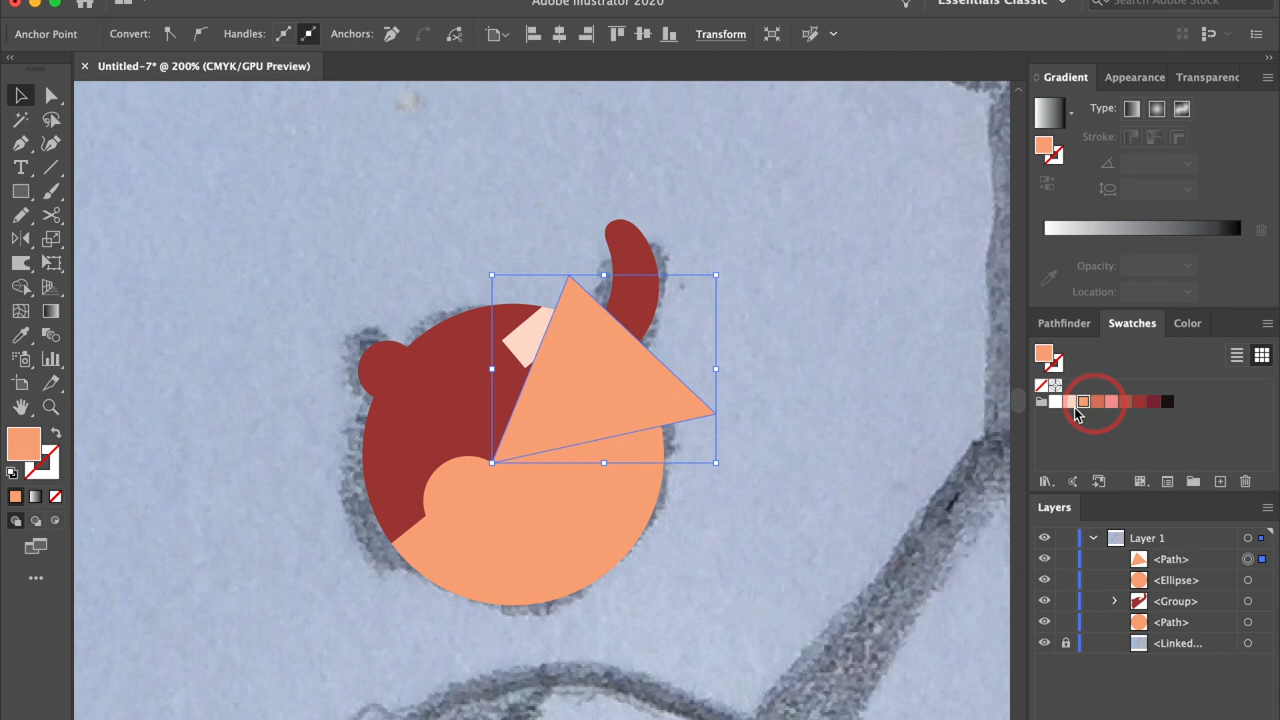 Adobe Illustrator 2020
Essentials Classic
Search Adobe Stock
Anchor Point
Convert:
Handles:
Anchors:
Transform
× Untitled-7* @ 200% (CMYK/GPU Preview)
Gradient
Appearance
Transparenc
Type:
Stroke:
Opacity:
Location:
Pathfinder
Swatches
Color
Layers
Layer 1
<Path>
<Ellipse>
<Group>
<Path>
<Linked...